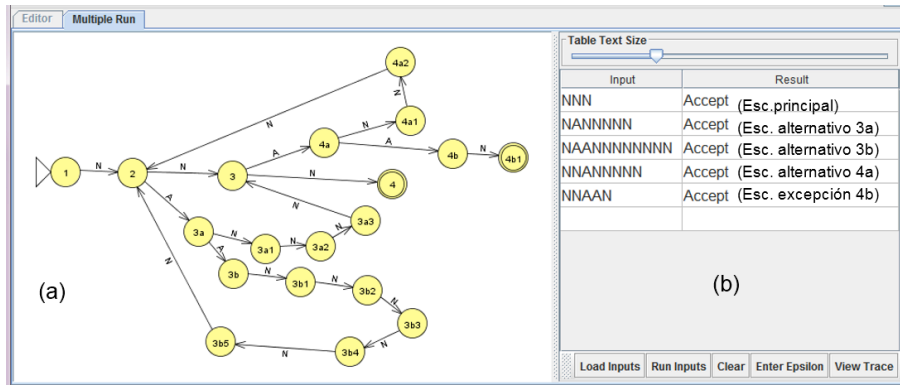 Editor Multiple Run
Table Text Size
Input Result
NNN Accept (Esc.principal)
NANNNNN Accept (Esc. alternativo 3a)
NAANNNNNNNN Accept (Esc. alternativo 3b)
NNANNNNN Accept (Esc. alternativo 4a)
NNAAN Accept (Esc. excepción 4b)
4a2
N
N
4a1
N
4a
A
A
4b
N
4b1
1
N
2
N
3
N
4
A
3a
N
3a1
N
3a2
N
3a3
N
A
3b
N
3b1
N
3b2
N
3b3
N
3b4
N
3b5
N
(a)
(b)
Load Inputs Run Inputs Clear Enter Epsilon View Trace